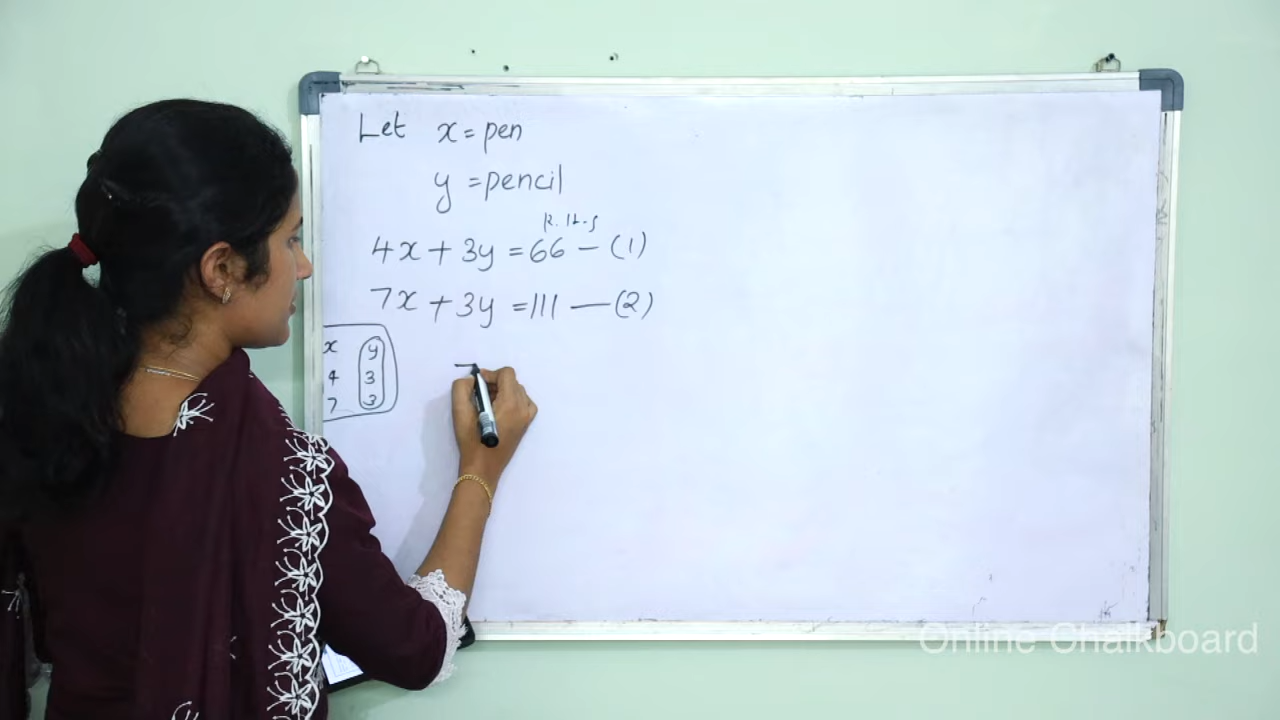 Let x = pen
y = pencil
R.H.S
4x + 3y = 66 — (1)
7x + 3y = 111 — (2)
x y
4 3
7 3
Online Chalkboard